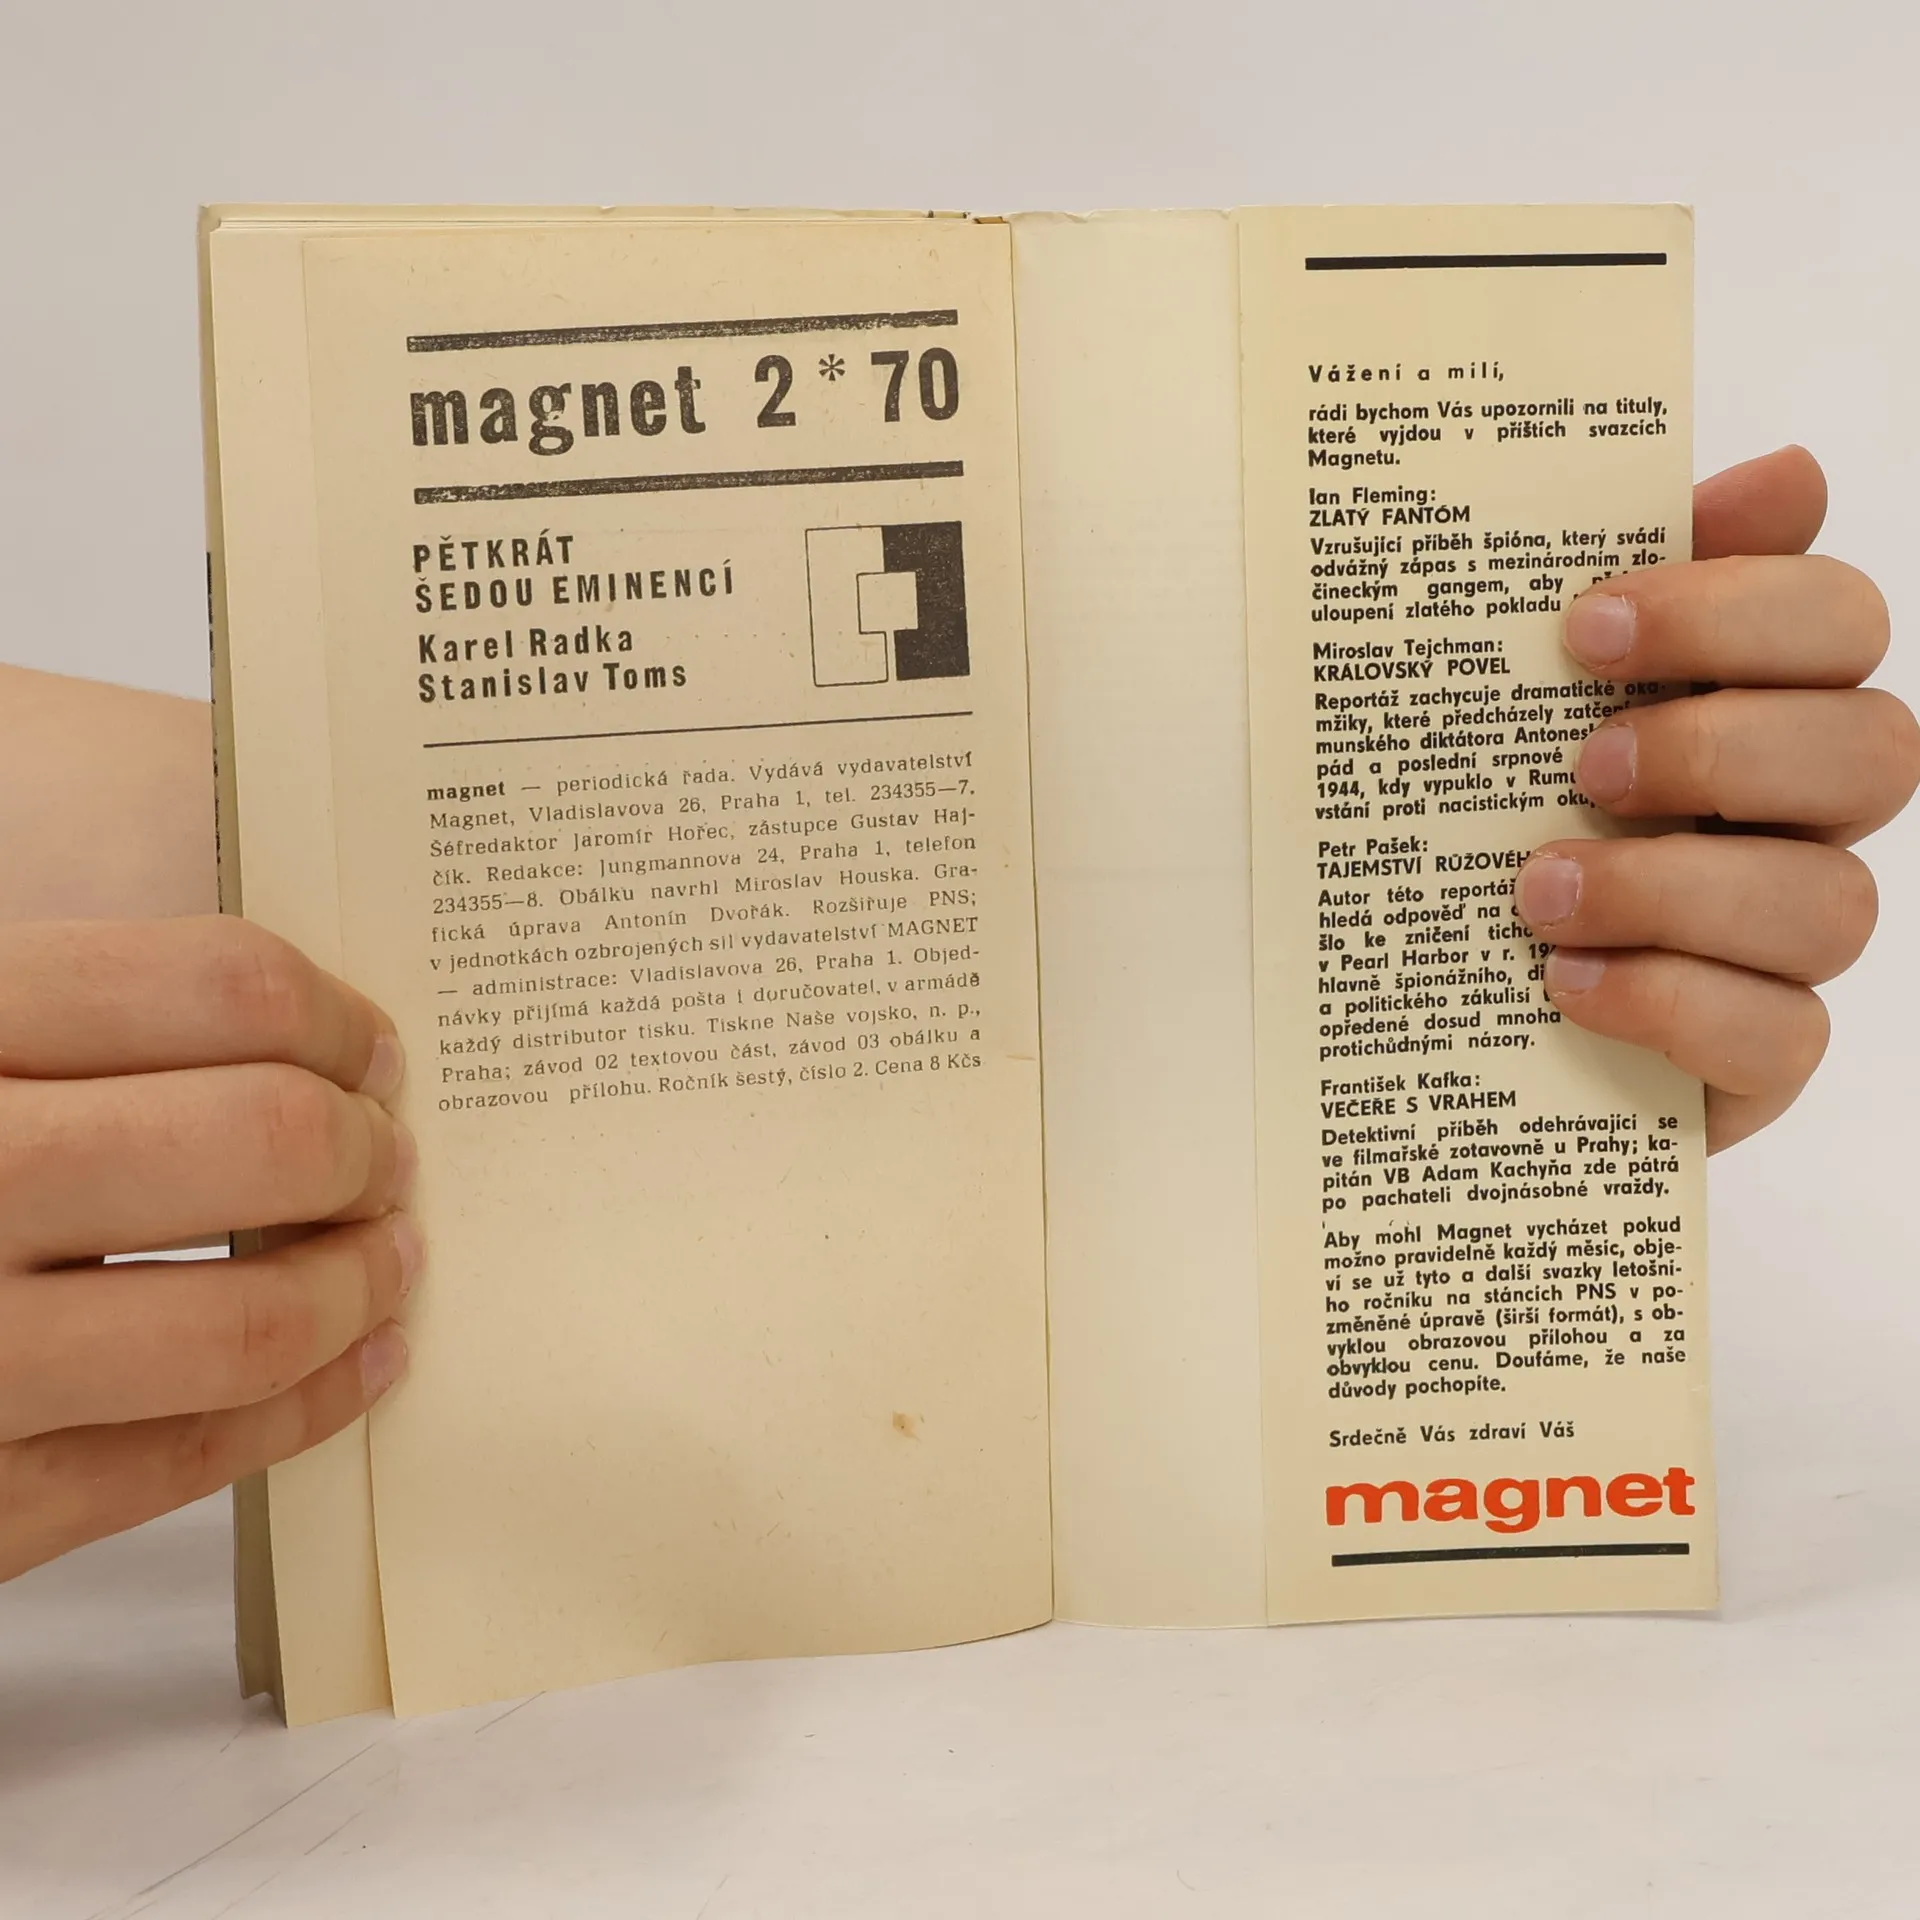 magnet 2 * 70
PĚTKRÁT
ŠEDOU EMINENCÍ
Karel Radka
Stanislav Toms
magnet — periodická řada. Vydává vydavatelství
Magnet, Vladislavova 26, Praha 1, tel. 234355—7.
Šéfredaktor Jaromír Hořec, zástupce Gustav Haj-
čík. Redakce: Jungmannova 24, Praha 1, telefon
234355—8. Obálku navrhl Miroslav Houska. Gra-
fická úprava Antonín Dvořák. Rozšiřuje PNS;
v jednotkách ozbrojených sil vydavatelství MAGNET
— administrace: Vladislavova 26, Praha 1. Objed-
návky přijímá každá pošta i doručovatel, v armádě
každý distributor tisku. Tiskne Naše vojsko, n. p.,
Praha; závod 02 textovou část, závod 03 obálku a
obrazovou přílohu. Ročník šestý, číslo 2. Cena 8 Kčs
Vážení a milí,
rádi bychom Vás upozornili na tituly,
které vyjdou v příštích svazcích
Magnetu.
Ian Fleming:
ZLATÝ FANTÓM
Vzrušující příběh špióna, který svádí
odvážný zápas s mezinárodním zlo-
čineckým gangem, aby
uloupení zlatého pokladu
Miroslav Tejchman:
KRÁLOVSKÝ POVEL
Reportáž zachycuje dramatické oka-
mžiky, které předcházely zatčení
munského diktátora
pád a poslední srpnové
1944, kdy vypuklo v
vstání proti nacistickým
Petr Pašek:
TAJEMSTVÍ
Autor této
hledá odpověď na
šlo ke zničení
v Pearl Harbor v r.
hlavně špionážního,
a politického zákulisí
opředené dosud mnoha
protichůdnými názory.
František Kafka:
VEČEŘE S VRAHEM
Detektivní příběh odehrávající se
ve filmařské zotavovně u Prahy; ka-
pitán VB Adam Kachyňa zde pátrá
po pachateli dvojnásobné vraždy.
Aby mohl Magnet vycházet pokud
možno pravidelně každý měsíc, obje-
ví se už tyto a další svazky letošní-
ho ročníku na stáncích PNS v po-
změněné úpravě (širší formát), s ob-
vyklou obrazovou přílohou a za
obvyklou cenu. Doufáme, že naše
důvody pochopíte.
Srdečně Vás zdraví Váš
magnet